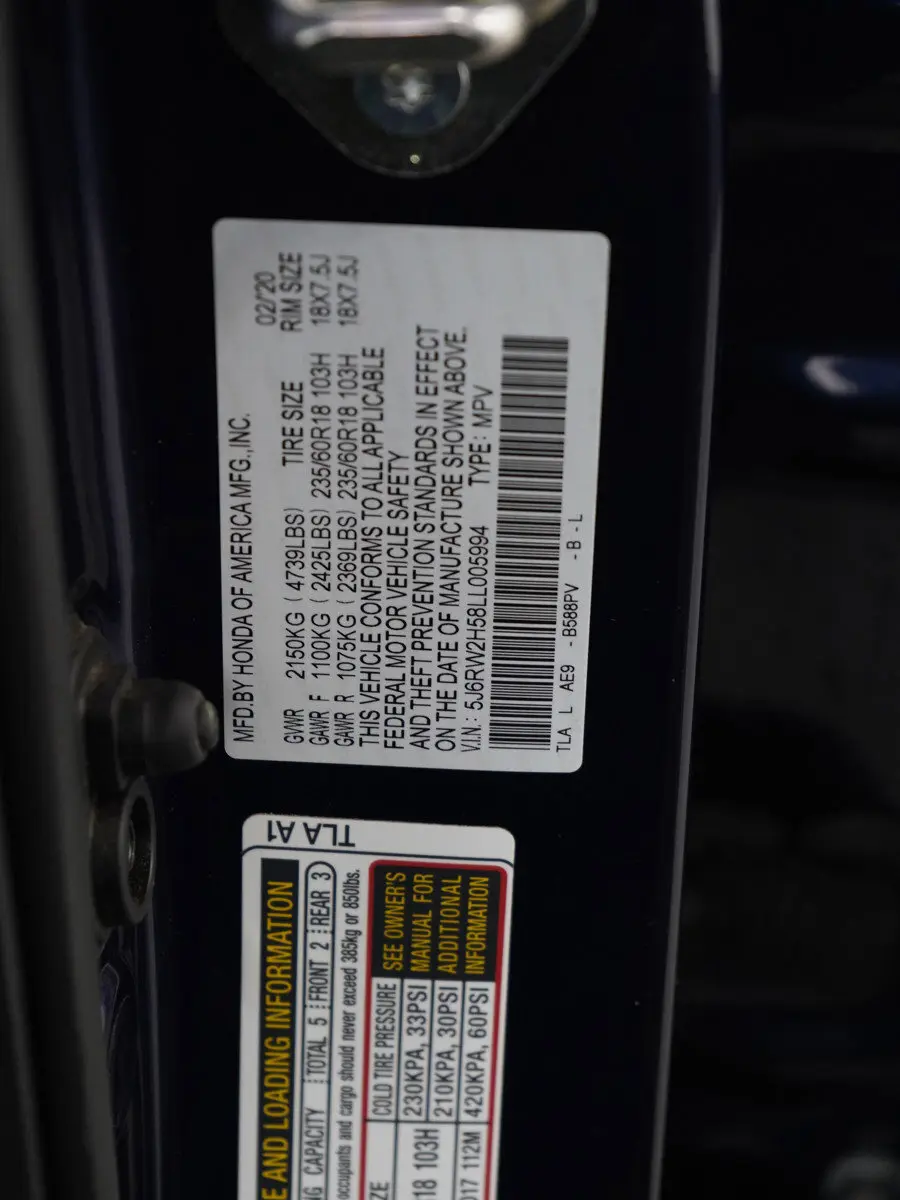 MFD.BY HONDA OF AMERICA MFG.,INC.
02/'20
GVWR 2150KG ( 4739LBS) TIRE SIZE RIM SIZE
GAWR F 1100KG ( 2425LBS) 235/60R18 103H 18X7.5J
GAWR R 1075KG ( 2369LBS) 235/60R18 103H 18X7.5J
THIS VEHICLE CONFORMS TO ALL APPLICABLE
FEDERAL MOTOR VEHICLE SAFETY
AND THEFT PREVENTION STANDARDS IN EFFECT
ON THE DATE OF MANUFACTURE SHOWN ABOVE.
V.I.N.: 5J6RW2H58LL005994 TYPE: MPV
TLA L AE9 - B588PV - B - L
TLA A1
E AND LOADING INFORMATION
NG CAPACITY TOTAL 5 FRONT 2 REAR 3
occupants and cargo should never exceed 385kg or 850lbs.
ZE COLD TIRE PRESSURE
18 103H 230KPA, 33PSI
210KPA, 30PSI
017 112M 420KPA, 60PSI
SEE OWNER'S
MANUAL FOR
ADDITIONAL
INFORMATION